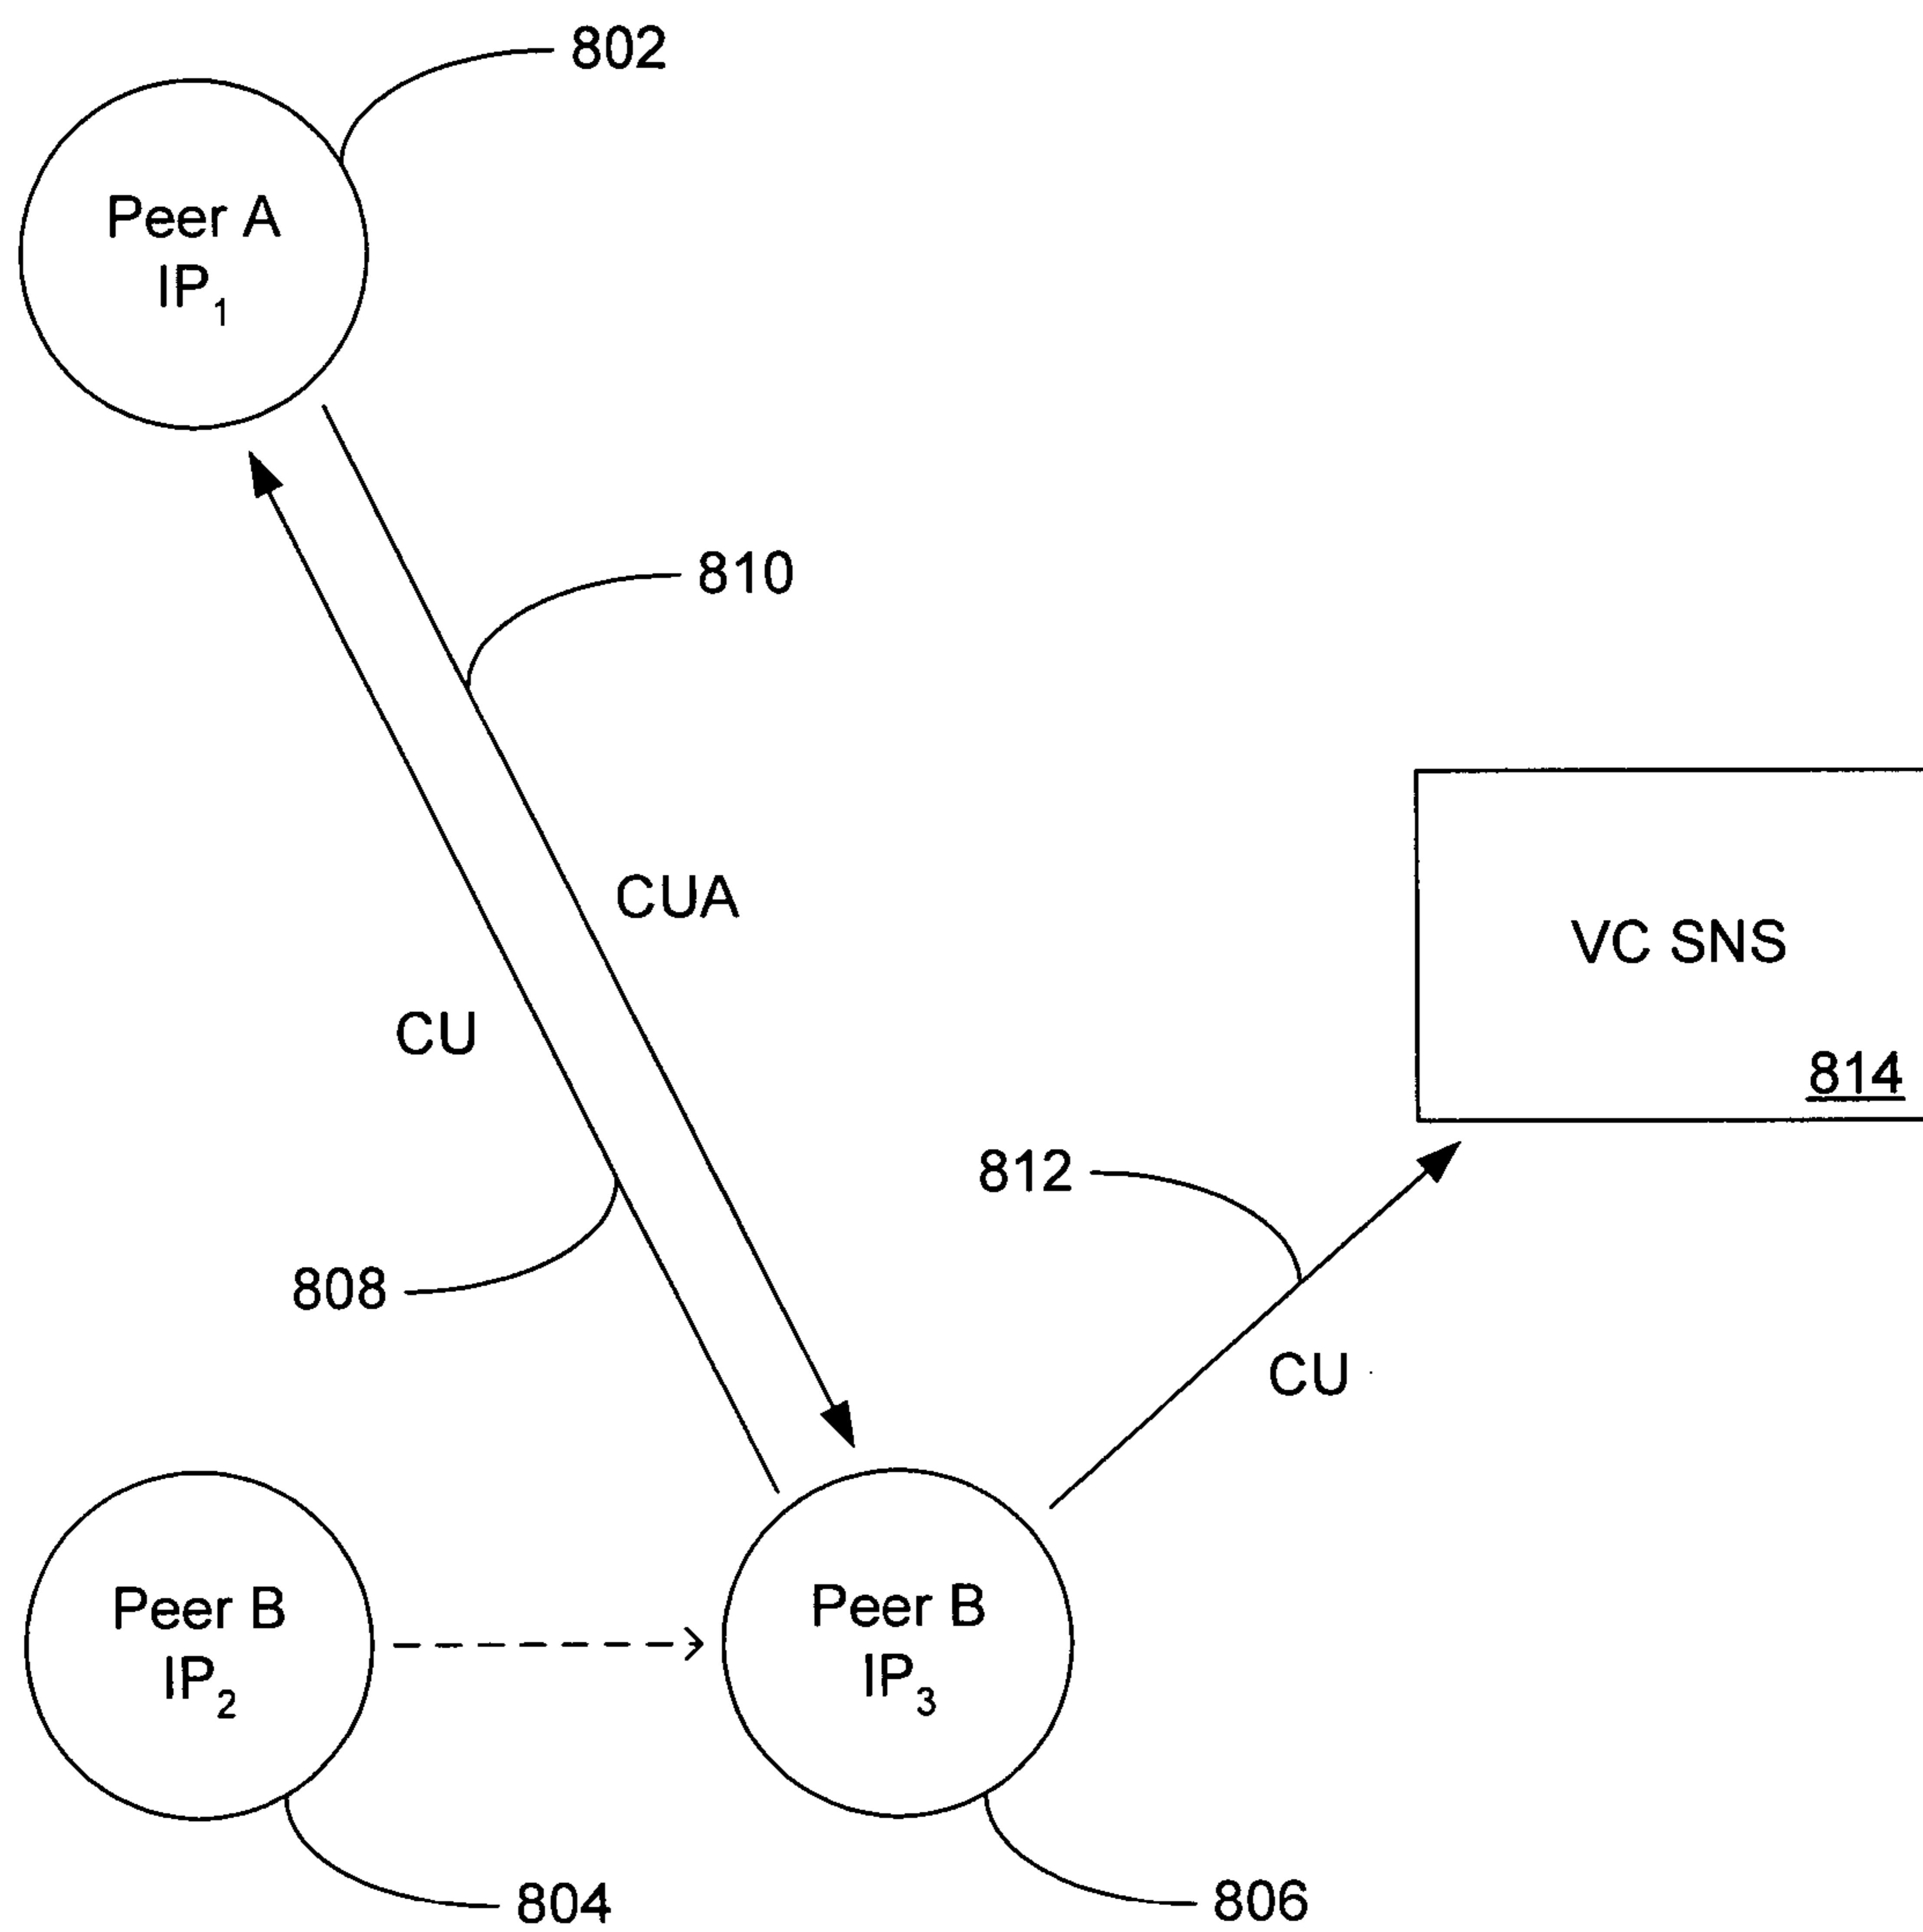 802
Peer A
IP1
810
CUA
VC SNS
CU
814
812
808
CU
Peer B
IP2
Peer B
IP3
804
806